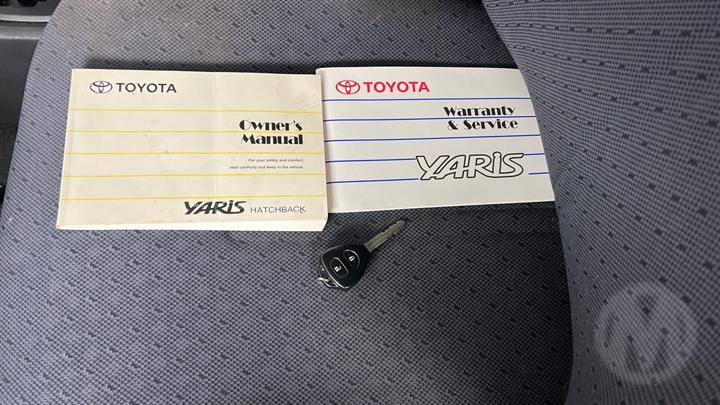 TOYOTA
Owner's
Manual
For your safety and comfort,
read carefully and keep in the vehicle.
YARiS HATCHBACK
TOYOTA
Warranty
& Service
YARiS
M